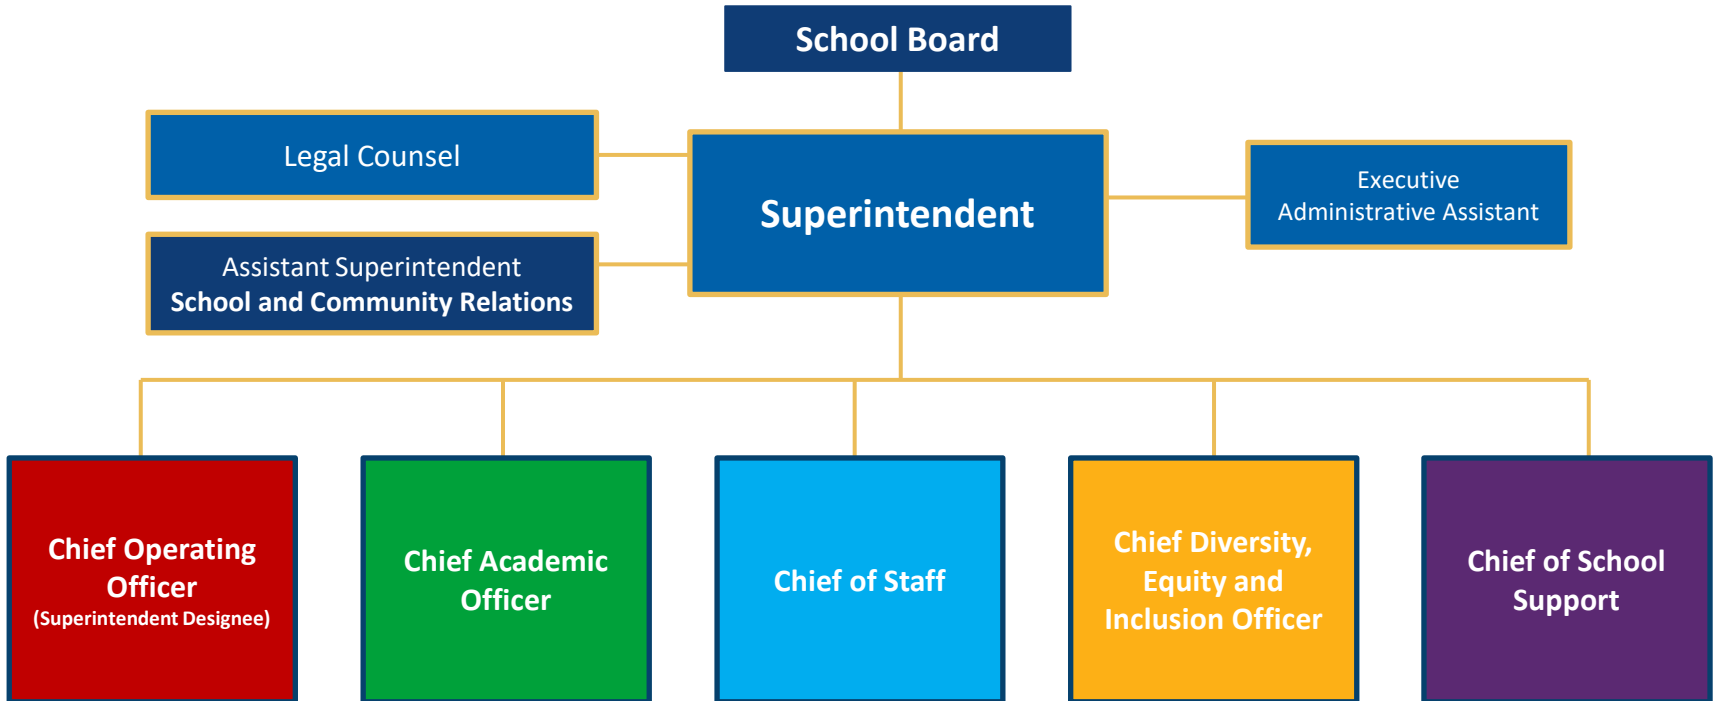 School Board
Legal Counsel
Superintendent
Executive
Administrative Assistant
Assistant Superintendent
School and Community Relations
Chief Operating
Officer
(Superintendent Designee)
Chief Academic
Officer
Chief of Staff
Chief Diversity,
Equity and
Inclusion Officer
Chief of School
Support